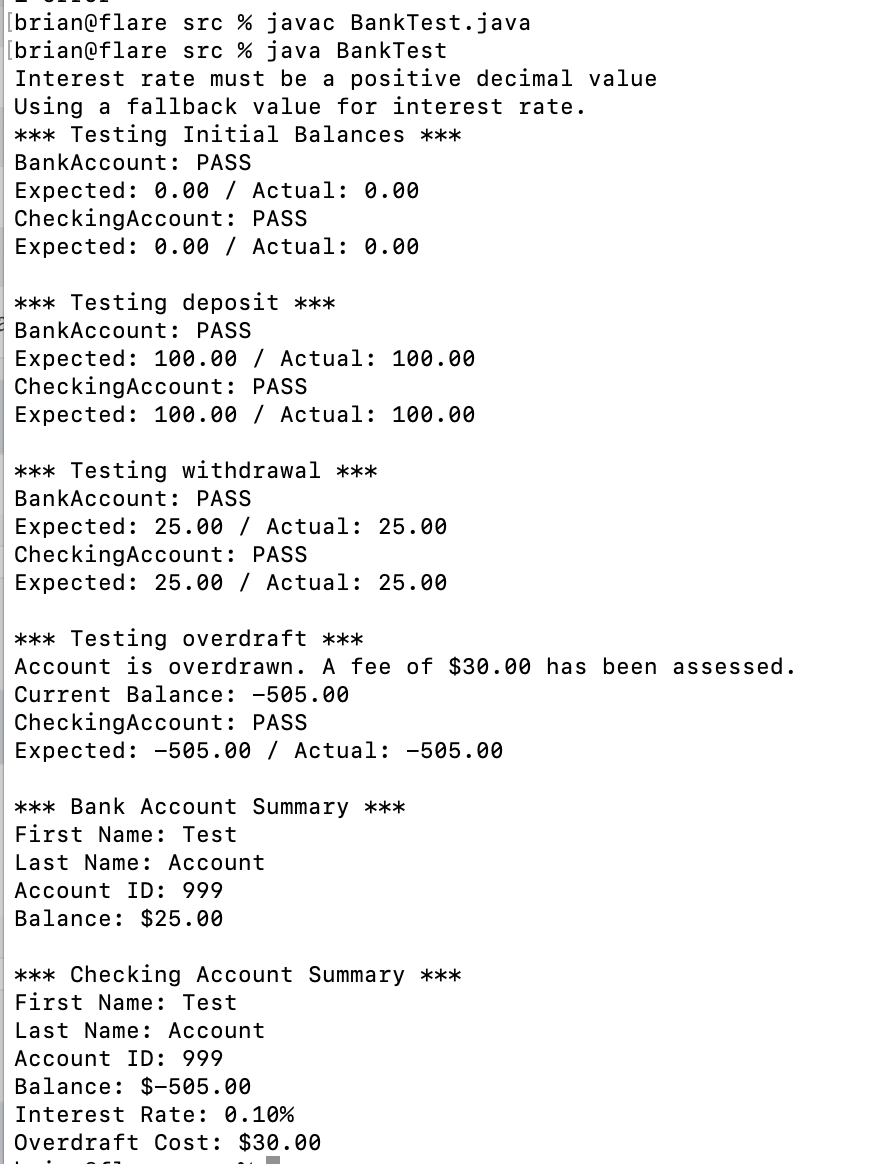 [brian@flare src % javac BankTest.java
[brian@flare src % java BankTest
Interest rate must be a positive decimal value
Using a fallback value for interest rate.
*** Testing Initial Balances ***
BankAccount: PASS
Expected: 0.00 / Actual: 0.00
CheckingAccount: PASS
Expected: 0.00 / Actual: 0.00

*** Testing deposit ***
BankAccount: PASS
Expected: 100.00 / Actual: 100.00
CheckingAccount: PASS
Expected: 100.00 / Actual: 100.00

*** Testing withdrawal ***
BankAccount: PASS
Expected: 25.00 / Actual: 25.00
CheckingAccount: PASS
Expected: 25.00 / Actual: 25.00

*** Testing overdraft ***
Account is overdrawn. A fee of $30.00 has been assessed.
Current Balance: -505.00
CheckingAccount: PASS
Expected: -505.00 / Actual: -505.00

*** Bank Account Summary ***
First Name: Test
Last Name: Account
Account ID: 999
Balance: $25.00

*** Checking Account Summary ***
First Name: Test
Last Name: Account
Account ID: 999
Balance: $-505.00
Interest Rate: 0.10%
Overdraft Cost: $30.00